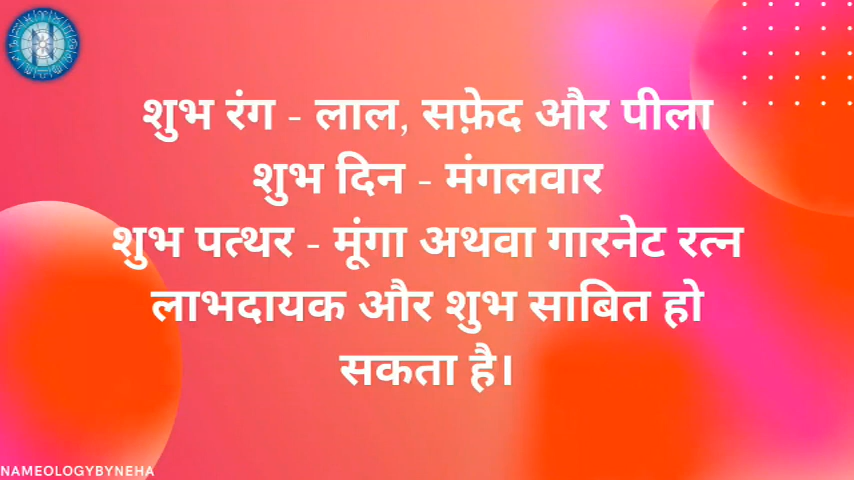 शुभ रंग - लाल, सफ़ेद और पीला
शुभ दिन - मंगलवार
शुभ पत्थर - मूंगा अथवा गारनेट रत्न
लाभदायक और शुभ साबित हो
सकता है।
NAMEOLOGYBYNEHA